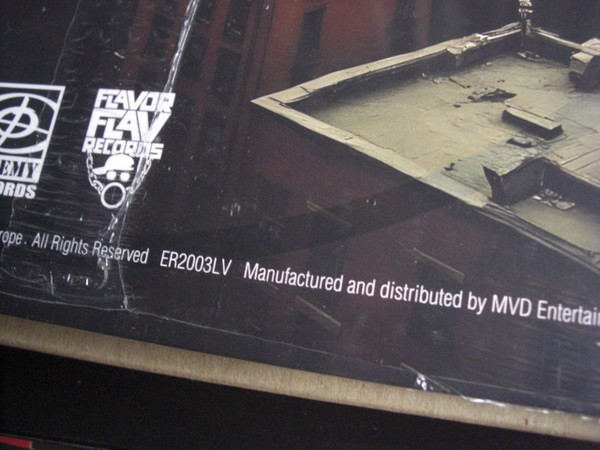 EMY
ORDS
FLAVOR
FLAV
RECORDS
rope. All Rights Reserved ER2003LV Manufactured and distributed by MVD Entertai